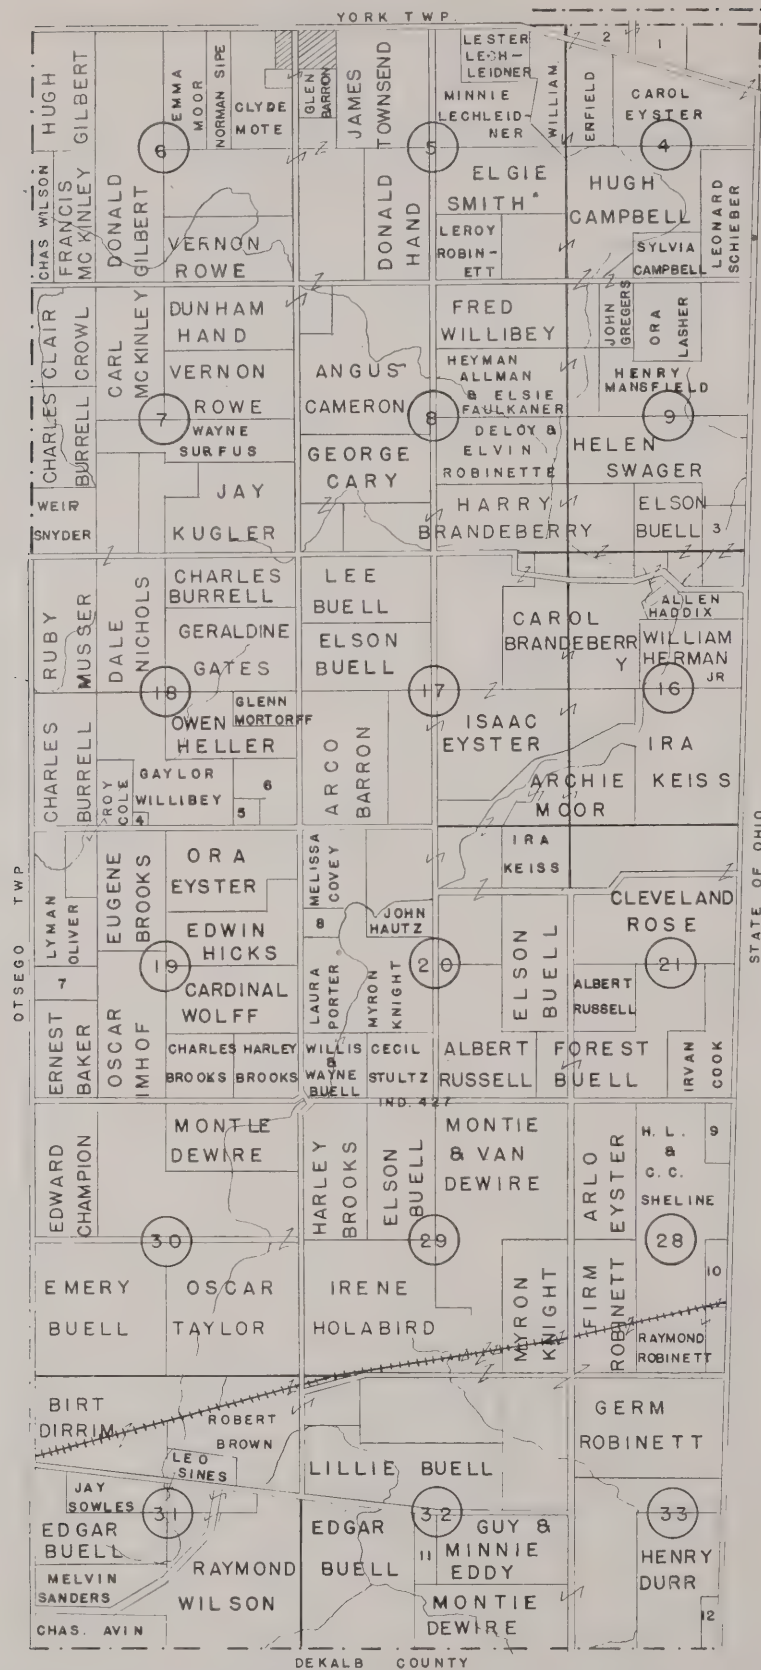 YORK TWP.
HUGH GILBERT
EMMA MOOR
NORMAN SIPE
CLYDE MOTE
GLEN BARRON
JAMES TOWNSEND
LESTER
LECH-
LEIDNER
MINNIE
LECHLEID-
NER
WILLIAM ENFIELD
2
1
CAROL
EYSTER
6
5
4
CHAS WILSON
FRANCIS MCKINLEY
DONALD GILBERT
VERNON
ROWE
DONALD HAND
ELGIE
SMITH
LEROY
ROBIN-
ETT
HUGH
CAMPBELL
SYLVIA
CAMPBELL
LEONARD SCHIEBER
CHARLES CLAIR BURRELL CROWL
CARL MCKINLEY
DUNHAM
HAND
VERNON
ROWE
WAYNE
SURFUS
JAY
KUGLER
WEIR
SNYDER
7
ANGUS
CAMERON
GEORGE
CARY
8
FRED
WILLIBEY
HEYMAN
ALLMAN
& ELSIE
FAULKANER
DELOY &
ELVIN
ROBINETTE
HARRY
BRANDEBERRY
JOHN GREGERS
ORA LASHER
HENRY
MANSFIELD
9
HELEN
SWAGER
ELSON
BUELL
3
RUBY MUSSER
DALE NICHOLS
CHARLES
BURRELL
GERALDINE
GATES
18
GLENN
MORTORFF
OWEN
HELLER
CHARLES BURRELL
ROY COLE
GAYLOR
WILLIBEY
4
5
6
LEE
BUELL
ELSON
BUELL
17
ARCO BARRON
ISAAC
EYSTER
CAROL
BRANDEBERR
Y
ALLEN
HADDIX
WILLIAM
HERMAN
JR
16
ARCHIE
MOOR
IRA
KEISS
IRA
KEISS
LYMAN OLIVER
EUGENE BROOKS
ORA
EYSTER
EDWIN
HICKS
19
7
CARDINAL
WOLFF
ERNEST BAKER
OSCAR IMHOF
CHARLES
BROOKS
HARLEY
BROOKS
MELISSA COVEY
8
JOHN
HAUTZ
LAURA PORTER
MYRON KNIGHT
20
WILLIS
&
WAYNE
BUELL
CECIL
STULTZ
IND. 427
ELSON BUELL
ALBERT
RUSSELL
CLEVELAND
ROSE
21
ALBERT
RUSSELL
FOREST
BUELL
IRVAN COOK
OTSEGO TWP
STATE OF OHIO
EDWARD CHAMPION
MONTIE
DEWIRE
30
EMERY
BUELL
OSCAR
TAYLOR
HARLEY BROOKS
ELSON BUELL
MONTIE
& VAN
DEWIRE
29
IRENE
HOLABIRD
MYRON KNIGHT
ARLO EYSTER
H. L.
&
C. C.
SHELINE
9
28
FIRM ROBINETT
10
RAYMOND
ROBINETT
BIRT
DIRRIM
ROBERT
BROWN
LEO
SINES
JAY
SOWLES
31
EDGAR
BUELL
MELVIN
SANDERS
CHAS. AVIN
RAYMOND
WILSON
LILLIE BUELL
32
EDGAR
BUELL
11
GUY &
MINNIE
EDDY
MONTIE
DEWIRE
GERM
ROBINETT
33
HENRY
DURR
12
DEKALB COUNTY